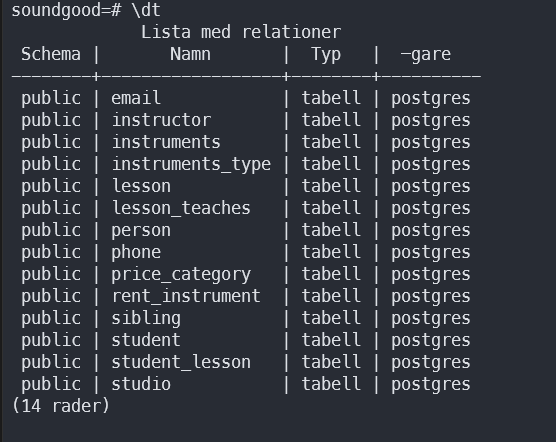 soundgood=# \dt
             Lista med relationer
 Schema |       Namn       |  Typ   |  ─gare
--------+------------------+--------+----------
 public | email            | tabell | postgres
 public | instructor       | tabell | postgres
 public | instruments      | tabell | postgres
 public | instruments_type | tabell | postgres
 public | lesson           | tabell | postgres
 public | lesson_teaches   | tabell | postgres
 public | person           | tabell | postgres
 public | phone            | tabell | postgres
 public | price_category   | tabell | postgres
 public | rent_instrument  | tabell | postgres
 public | sibling          | tabell | postgres
 public | student          | tabell | postgres
 public | student_lesson   | tabell | postgres
 public | studio           | tabell | postgres
(14 rader)